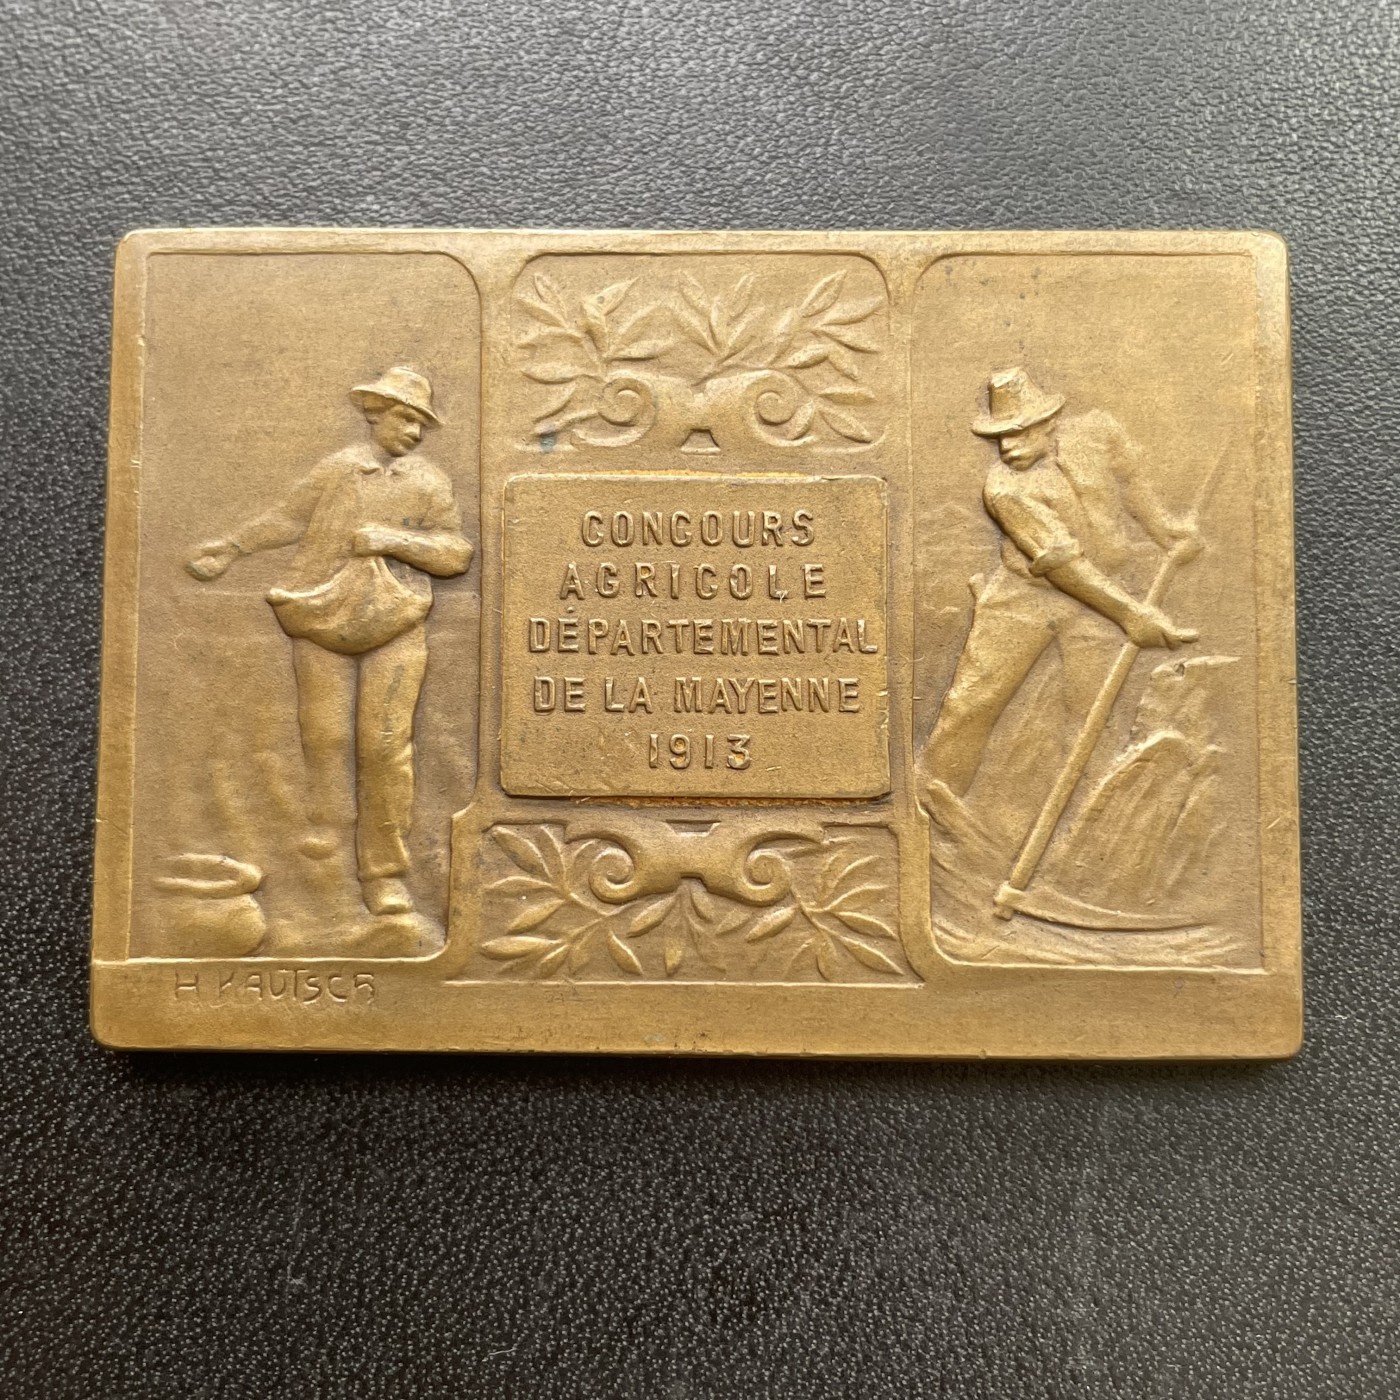 CONCOURS
AGRICOLE
DÉPARTEMENTAL
DE LA MAYENNE
1913
H KAUTSCH